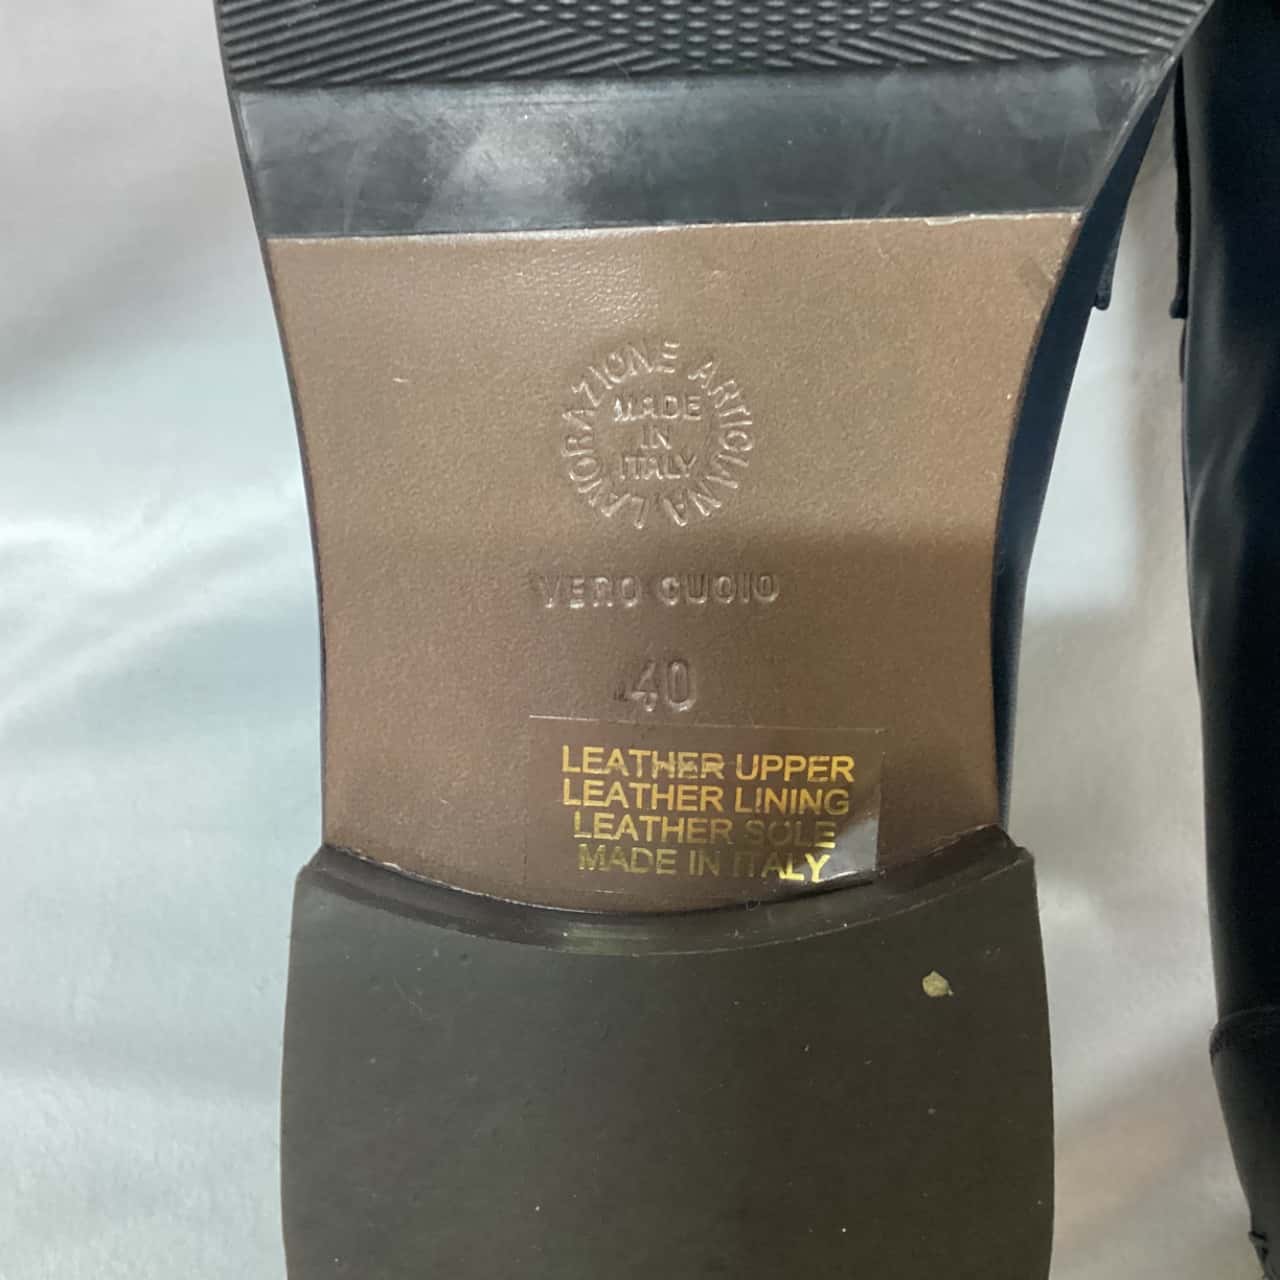 LAVORAZIONE ARTIGIANA
MADE
IN
ITALY
VERO CUOIO
40
LEATHER UPPER
LEATHER LINING
LEATHER SOLE
MADE IN ITALY